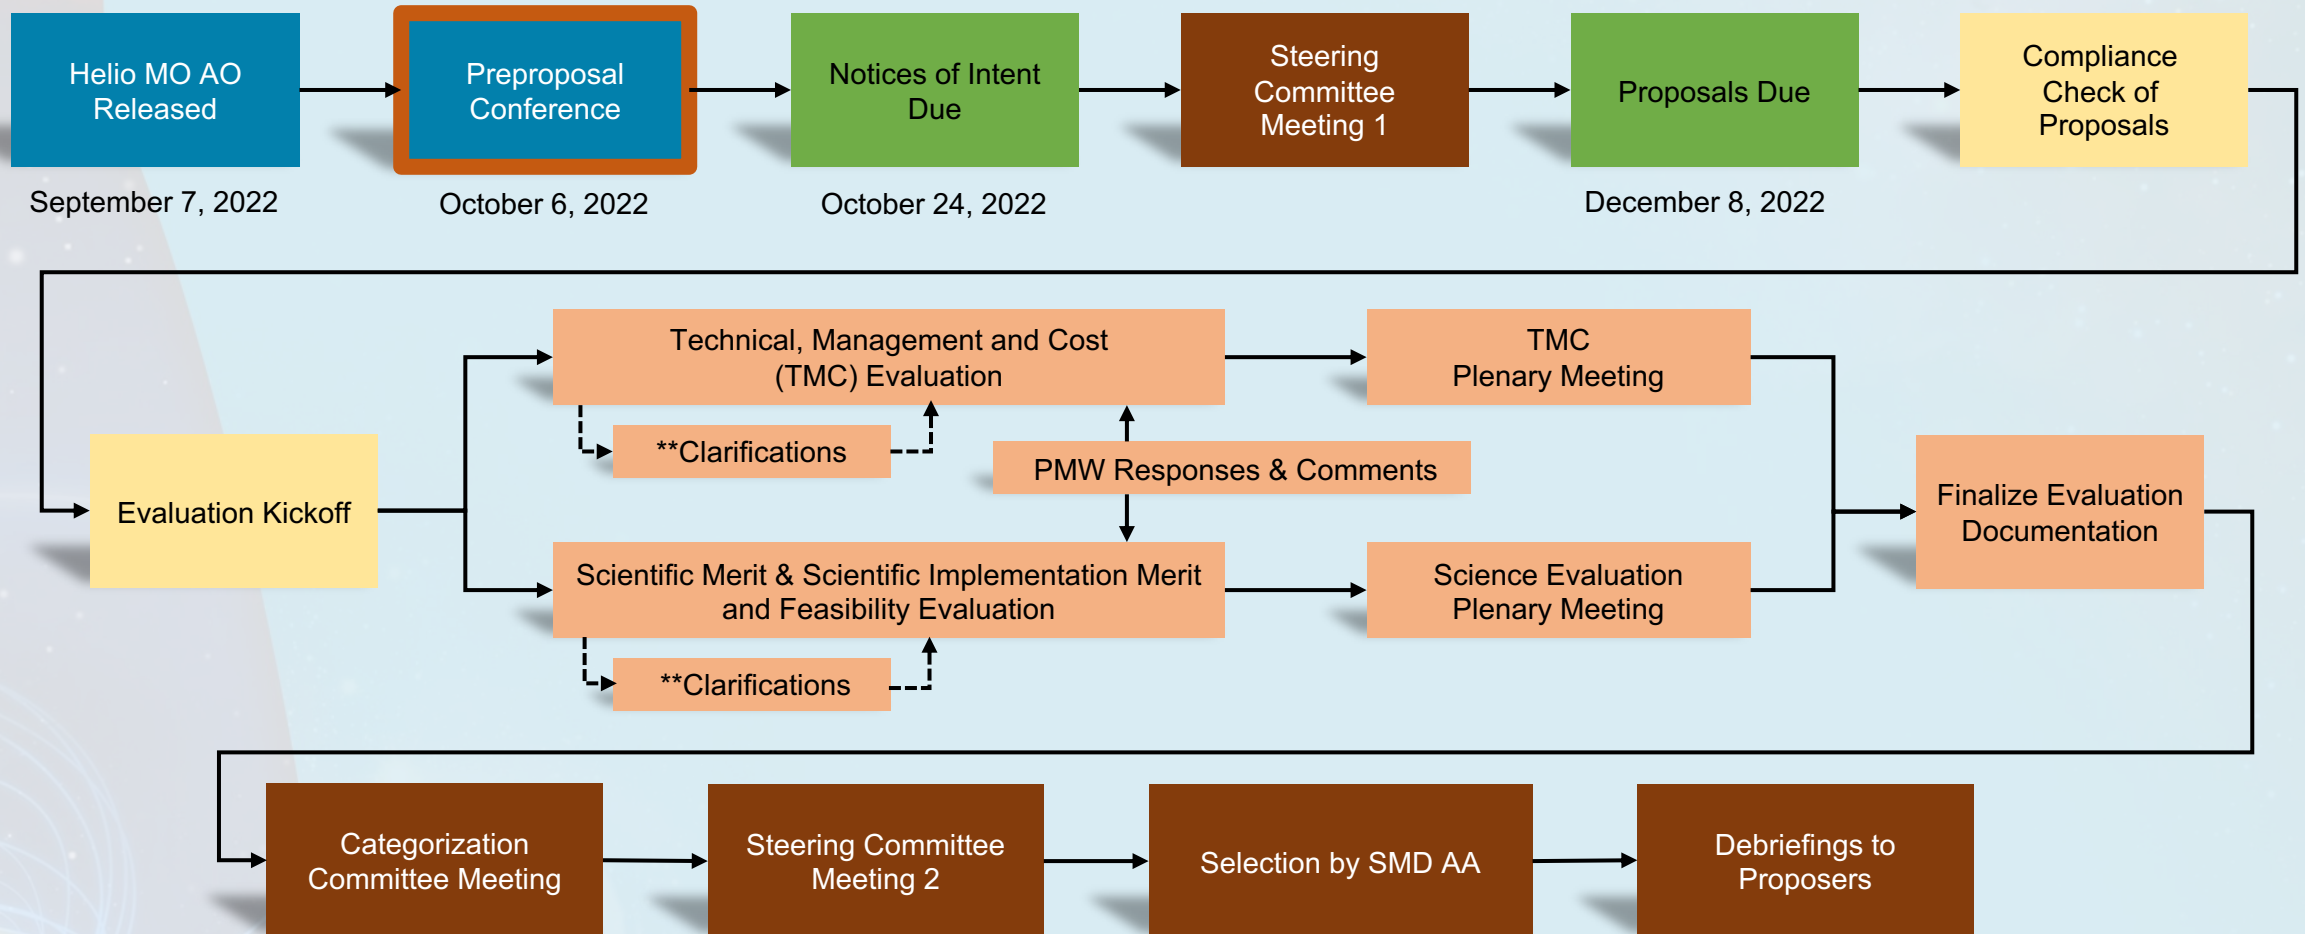 Helio MO AO
Released
Preproposal
Conference
Notices of Intent
Due
Steering
Committee
Meeting 1
Proposals Due
Compliance
Check of
Proposals
September 7, 2022
October 6, 2022
October 24, 2022
December 8, 2022
Technical, Management and Cost
(TMC) Evaluation
TMC
Plenary Meeting
**Clarifications
PMW Responses & Comments
Evaluation Kickoff
Finalize Evaluation
Documentation
Scientific Merit & Scientific Implementation Merit
and Feasibility Evaluation
Science Evaluation
Plenary Meeting
**Clarifications
Categorization
Committee Meeting
Steering Committee
Meeting 2
Selection by SMD AA
Debriefings to
Proposers